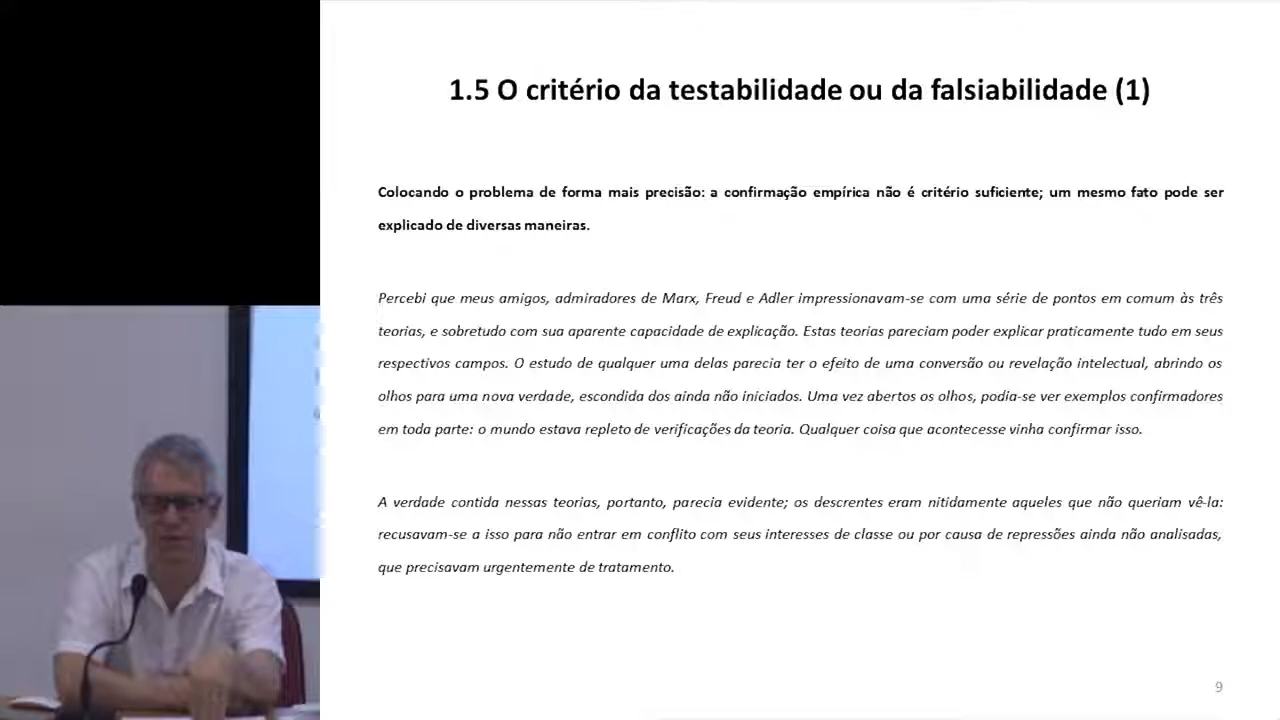 1.5 O critério da testabilidade ou da falsiabilidade (1)
Colocando o problema de forma mais precisão: a confirmação empírica não é critério suficiente; um mesmo fato pode ser
explicado de diversas maneiras.
Percebi que meus amigos, admiradores de Marx, Freud e Adler impressionavam-se com uma série de pontos em comum às três
teorias, e sobretudo com sua aparente capacidade de explicação. Estas teorias pareciam poder explicar praticamente tudo em seus
respectivos campos. O estudo de qualquer uma delas parecia ter o efeito de uma conversão ou revelação intelectual, abrindo os
olhos para uma nova verdade, escondida dos ainda não iniciados. Uma vez abertos os olhos, podia-se ver exemplos confirmadores
em toda parte: o mundo estava repleto de verificações da teoria. Qualquer coisa que acontecesse vinha confirmar isso.
A verdade contida nessas teorias, portanto, parecia evidente; os descrentes eram nitidamente aqueles que não queriam vê-la:
recusavam-se a isso para não entrar em conflito com seus interesses de classe ou por causa de repressões ainda não analisadas,
que precisavam urgentemente de tratamento.
9